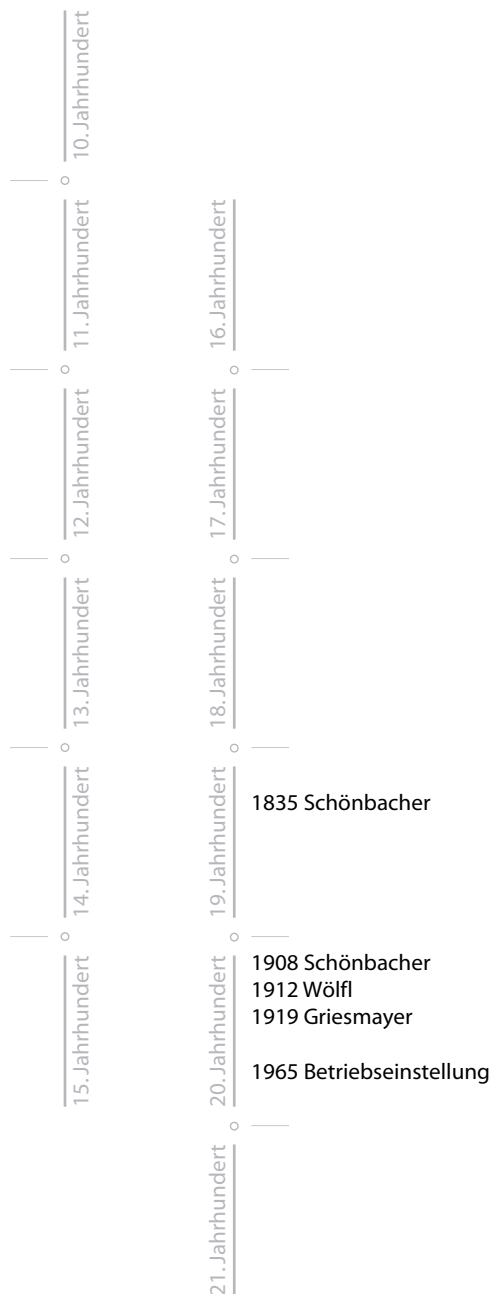 10. Jahrhundert
11. Jahrhundert
12. Jahrhundert
13. Jahrhundert
14. Jahrhundert
15. Jahrhundert
16. Jahrhundert
17. Jahrhundert
18. Jahrhundert
19. Jahrhundert
1835 Schönbacher
20. Jahrhundert
1908 Schönbacher
1912 Wölfl
1919 Griesmayer
1965 Betriebseinstellung
21. Jahrhundert